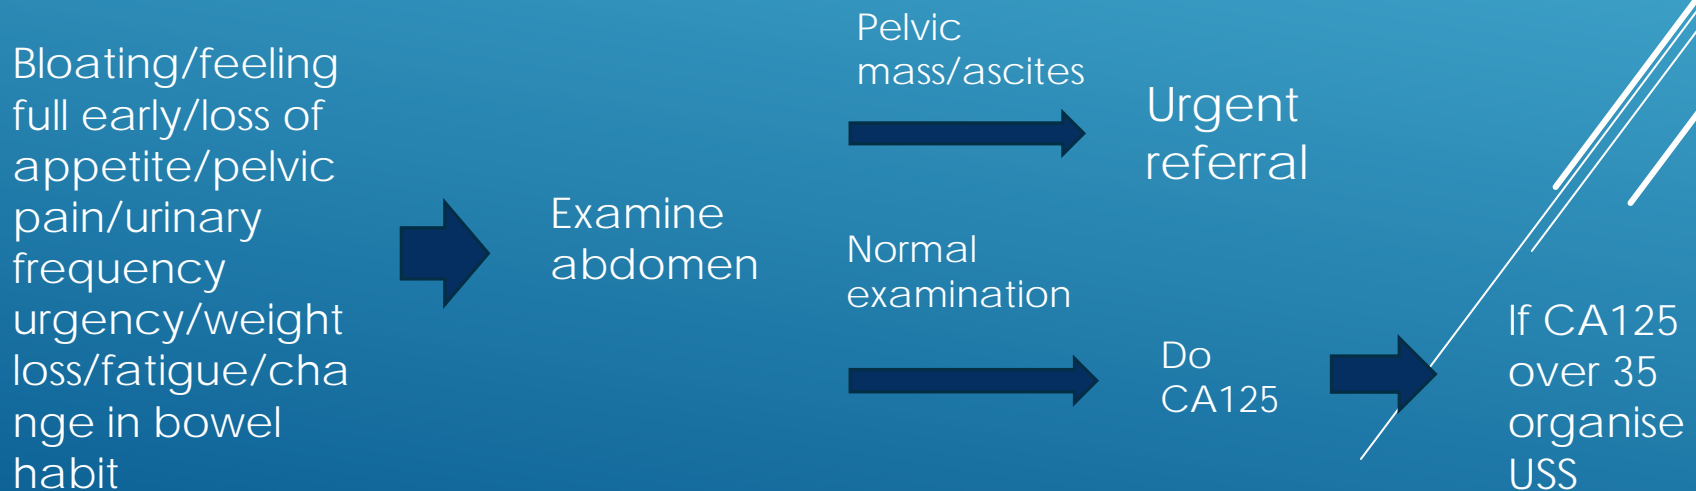 Bloating/feeling
full early/loss of
appetite/pelvic
pain/urinary
frequency
urgency/weight
loss/fatigue/cha
nge in bowel
habit
Examine
abdomen
Pelvic
mass/ascites
Urgent
referral
Normal
examination
Do
CA125
If CA125
over 35
organise
USS